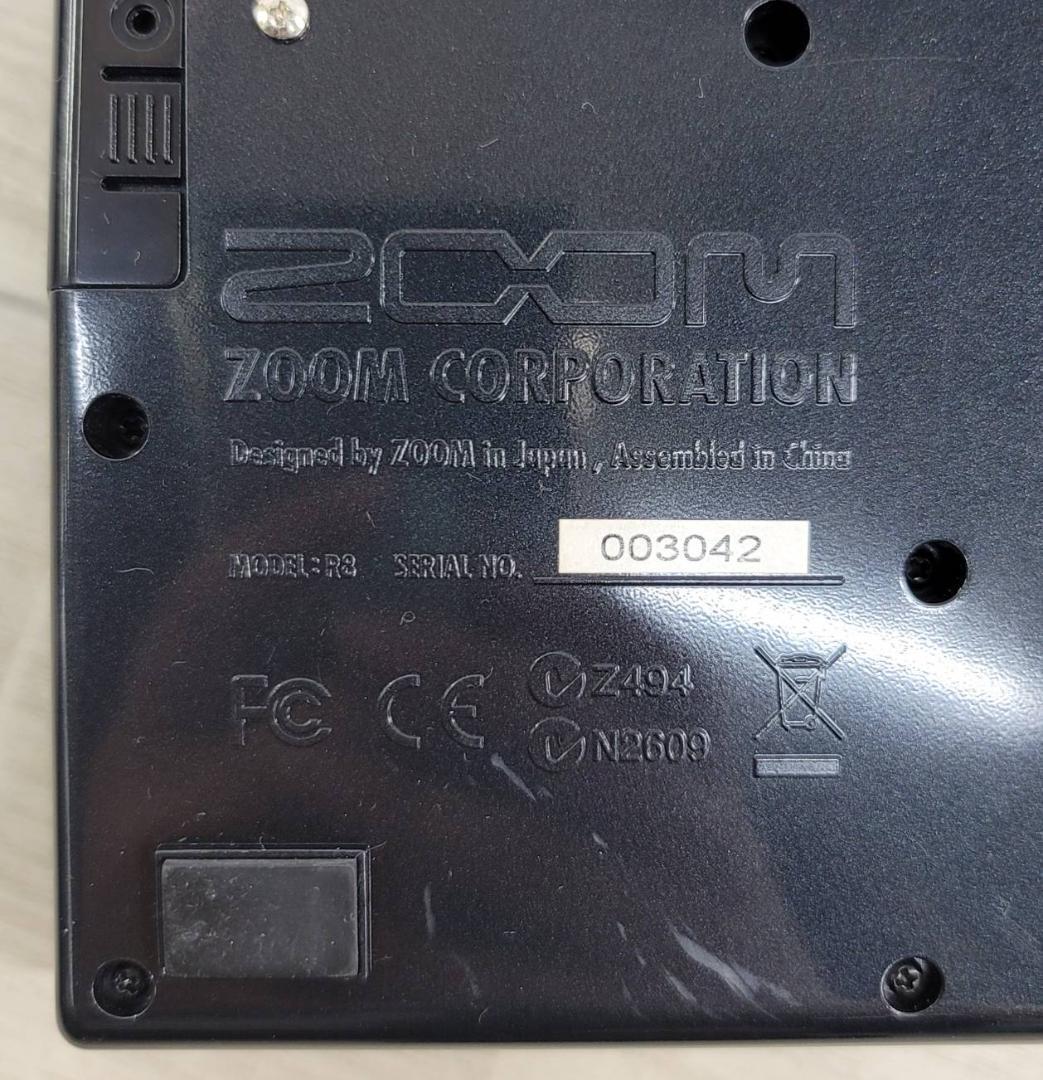 ZOOM
ZOOM CORPORATION
Designed by ZOOM in Japan, Assembled in China
MODEL: R8 SERIAL NO. 003042
FC CE Z494
N2609